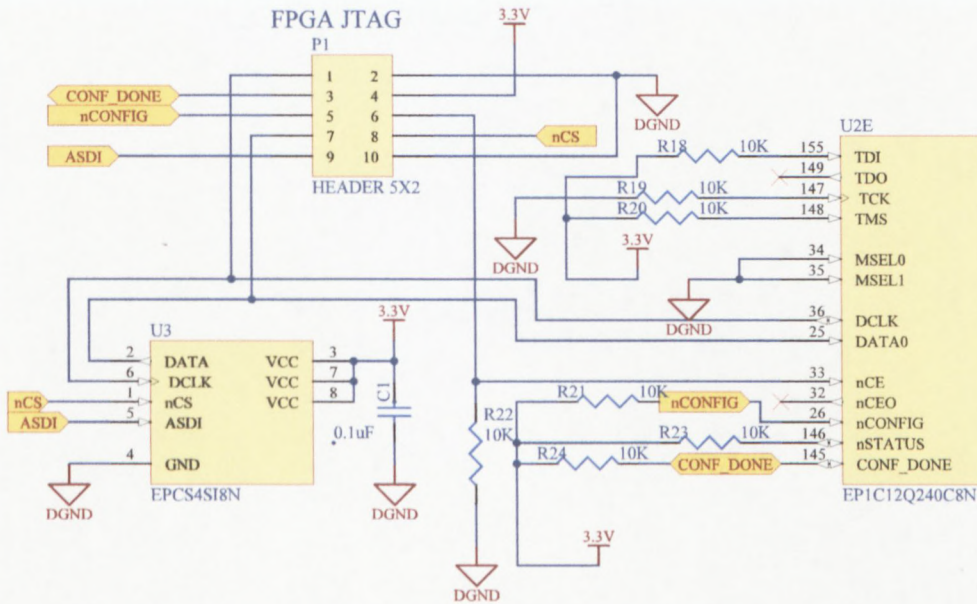 FPGA JTAG
P1
3.3V
1 2
3 4
5 6
7 8
9 10
HEADER 5X2
CONF_DONE
nCONFIG
ASDI
nCS
DGND
U2E
R18 10K 155 TDI
149 TDO
R19 10K 147 TCK
R20 10K 148 TMS
DGND
3.3V
34 MSEL0
35 MSEL1
DGND
36 DCLK
25 DATA0
33 nCE
32 nCEO
R21 10K nCONFIG 26 nCONFIG
R23 10K 146 nSTATUS
R24 10K CONF_DONE 145 CONF_DONE
EP1C12Q240C8N
3.3V
U3
2 DATA VCC 3
6 DCLK VCC 7
nCS 1 nCS VCC 8
ASDI 5 ASDI
4 GND
EPCS4SI8N
DGND
3.3V
C1
0.1uF
DGND
R22
10K
DGND